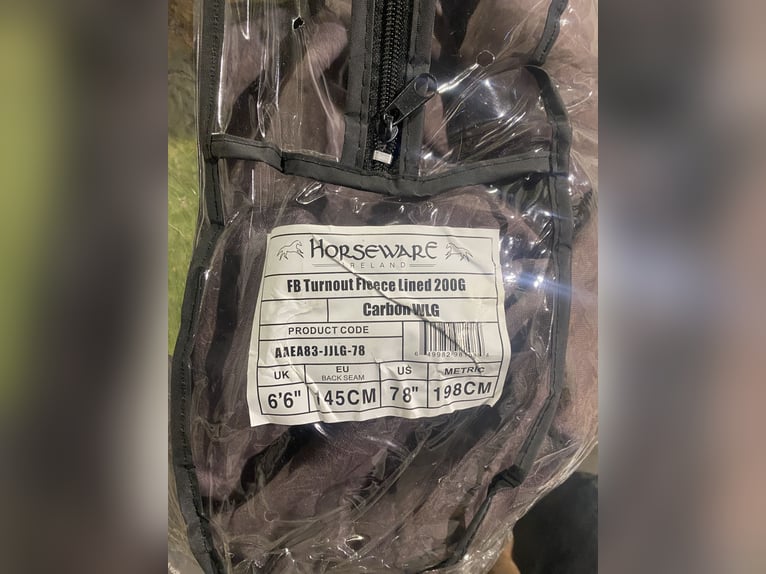 HORSEWARE
IRELAND
FB Turnout Fleece Lined 200G
Carbon WLG
PRODUCT CODE
AAEA83-JJLG-78
UK EU BACK SEAM US METRIC
6'6" 145CM 78" 198CM